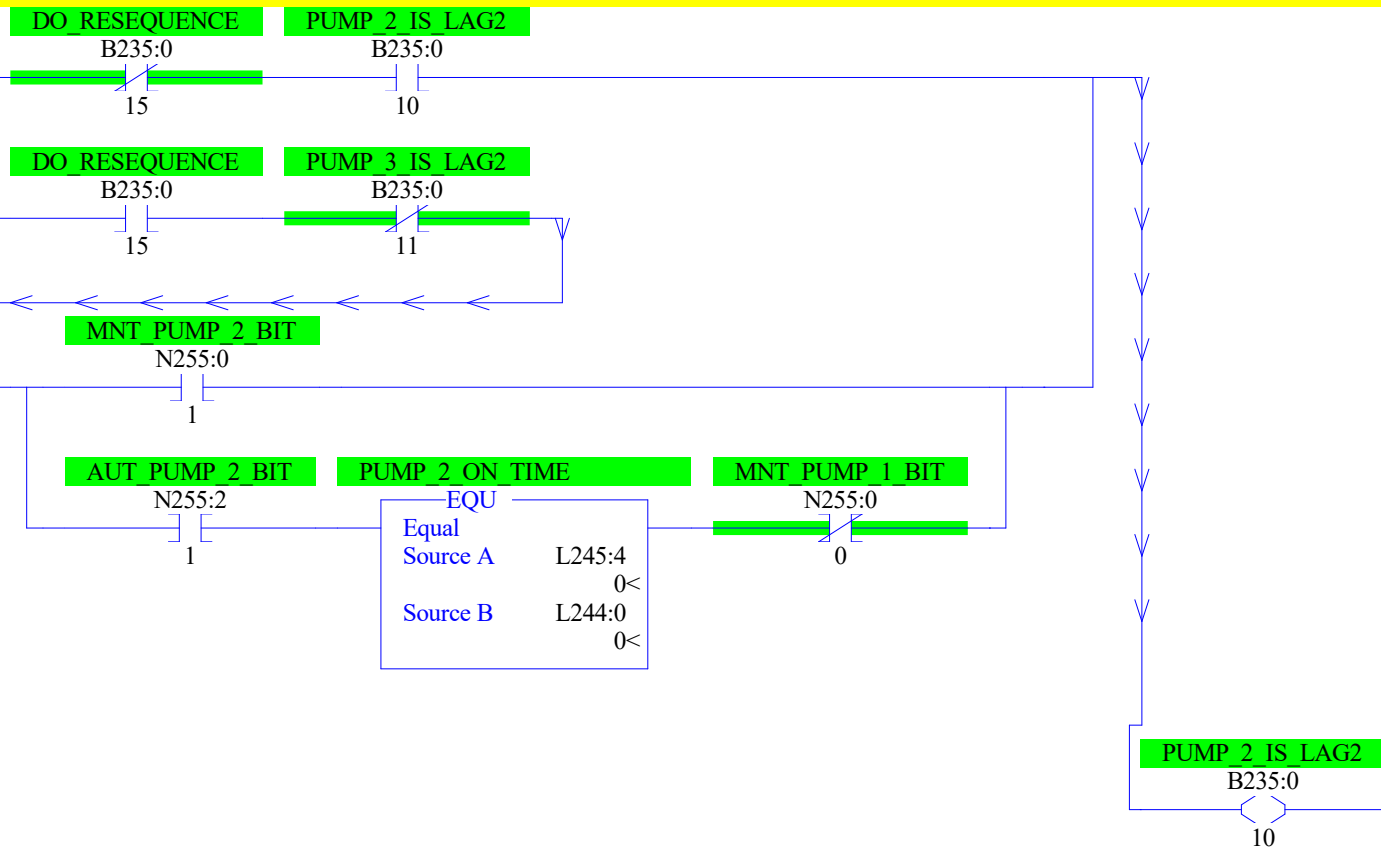 DO_RESEQUENCE PUMP_2_IS_LAG2
B235:0 B235:0
15 10
DO_RESEQUENCE PUMP_3_IS_LAG2
B235:0 B235:0
15 11
MNT_PUMP_2_BIT
N255:0
1
AUT_PUMP_2_BIT PUMP_2_ON_TIME MNT_PUMP_1_BIT
N255:2 EQU N255:0
Equal
1 Source A L245:4 0
0<
Source B L244:0
0<
PUMP_2_IS_LAG2
B235:0
10